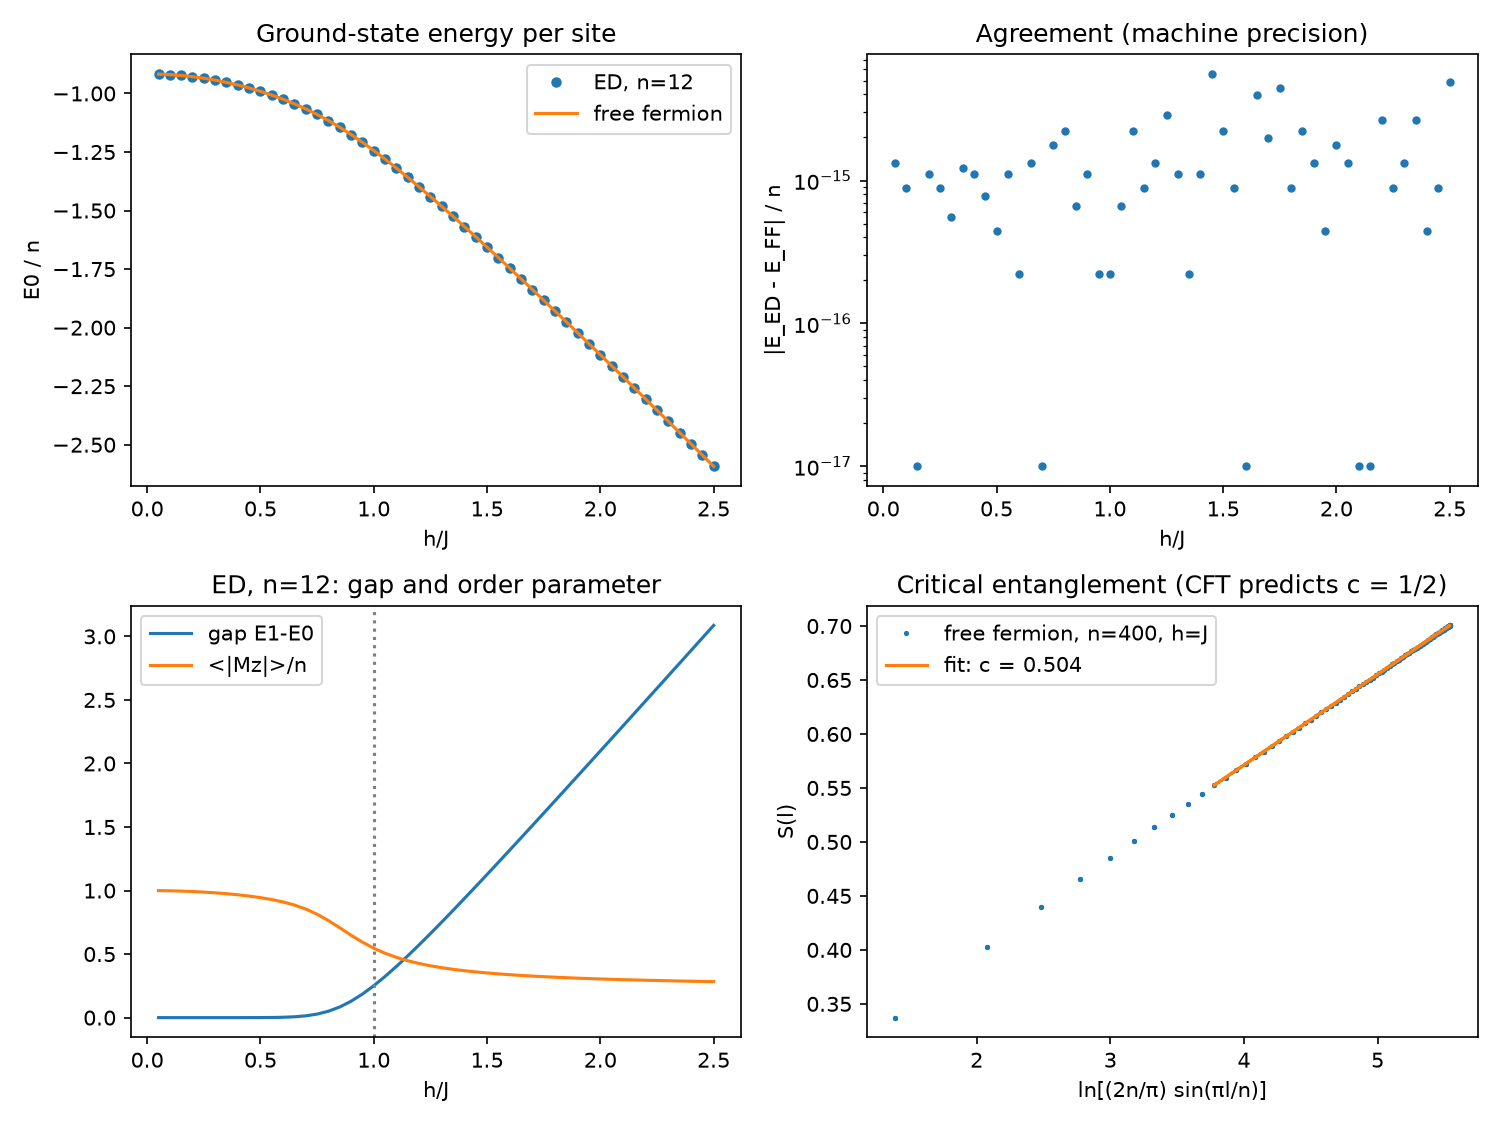 Ground-state energy per site
ED, n=12
free fermion
−1.00
−1.25
−1.50
−1.75
−2.00
−2.25
−2.50
E0 / n
0.0 0.5 1.0 1.5 2.0 2.5
h/J
Agreement (machine precision)
10⁻¹⁵
10⁻¹⁶
10⁻¹⁷
|E_ED - E_FF| / n
0.0 0.5 1.0 1.5 2.0 2.5
h/J
ED, n=12: gap and order parameter
gap E1-E0
<|Mz|>/n
3.0
2.5
2.0
1.5
1.0
0.5
0.0
0.0 0.5 1.0 1.5 2.0 2.5
h/J
Critical entanglement (CFT predicts c = 1/2)
free fermion, n=400, h=J
fit: c = 0.504
0.70
0.65
0.60
0.55
0.50
0.45
0.40
0.35
S(l)
2 3 4 5
ln[(2n/π) sin(πl/n)]